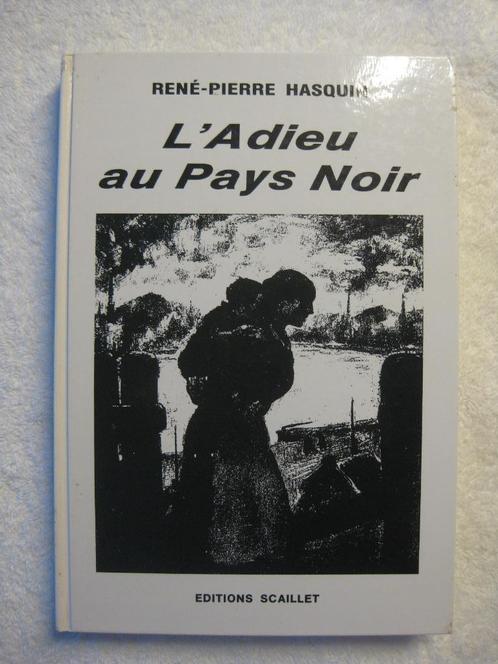 RENÉ-PIERRE HASQUIN
L'Adieu
au Pays Noir
EDITIONS SCAILLET